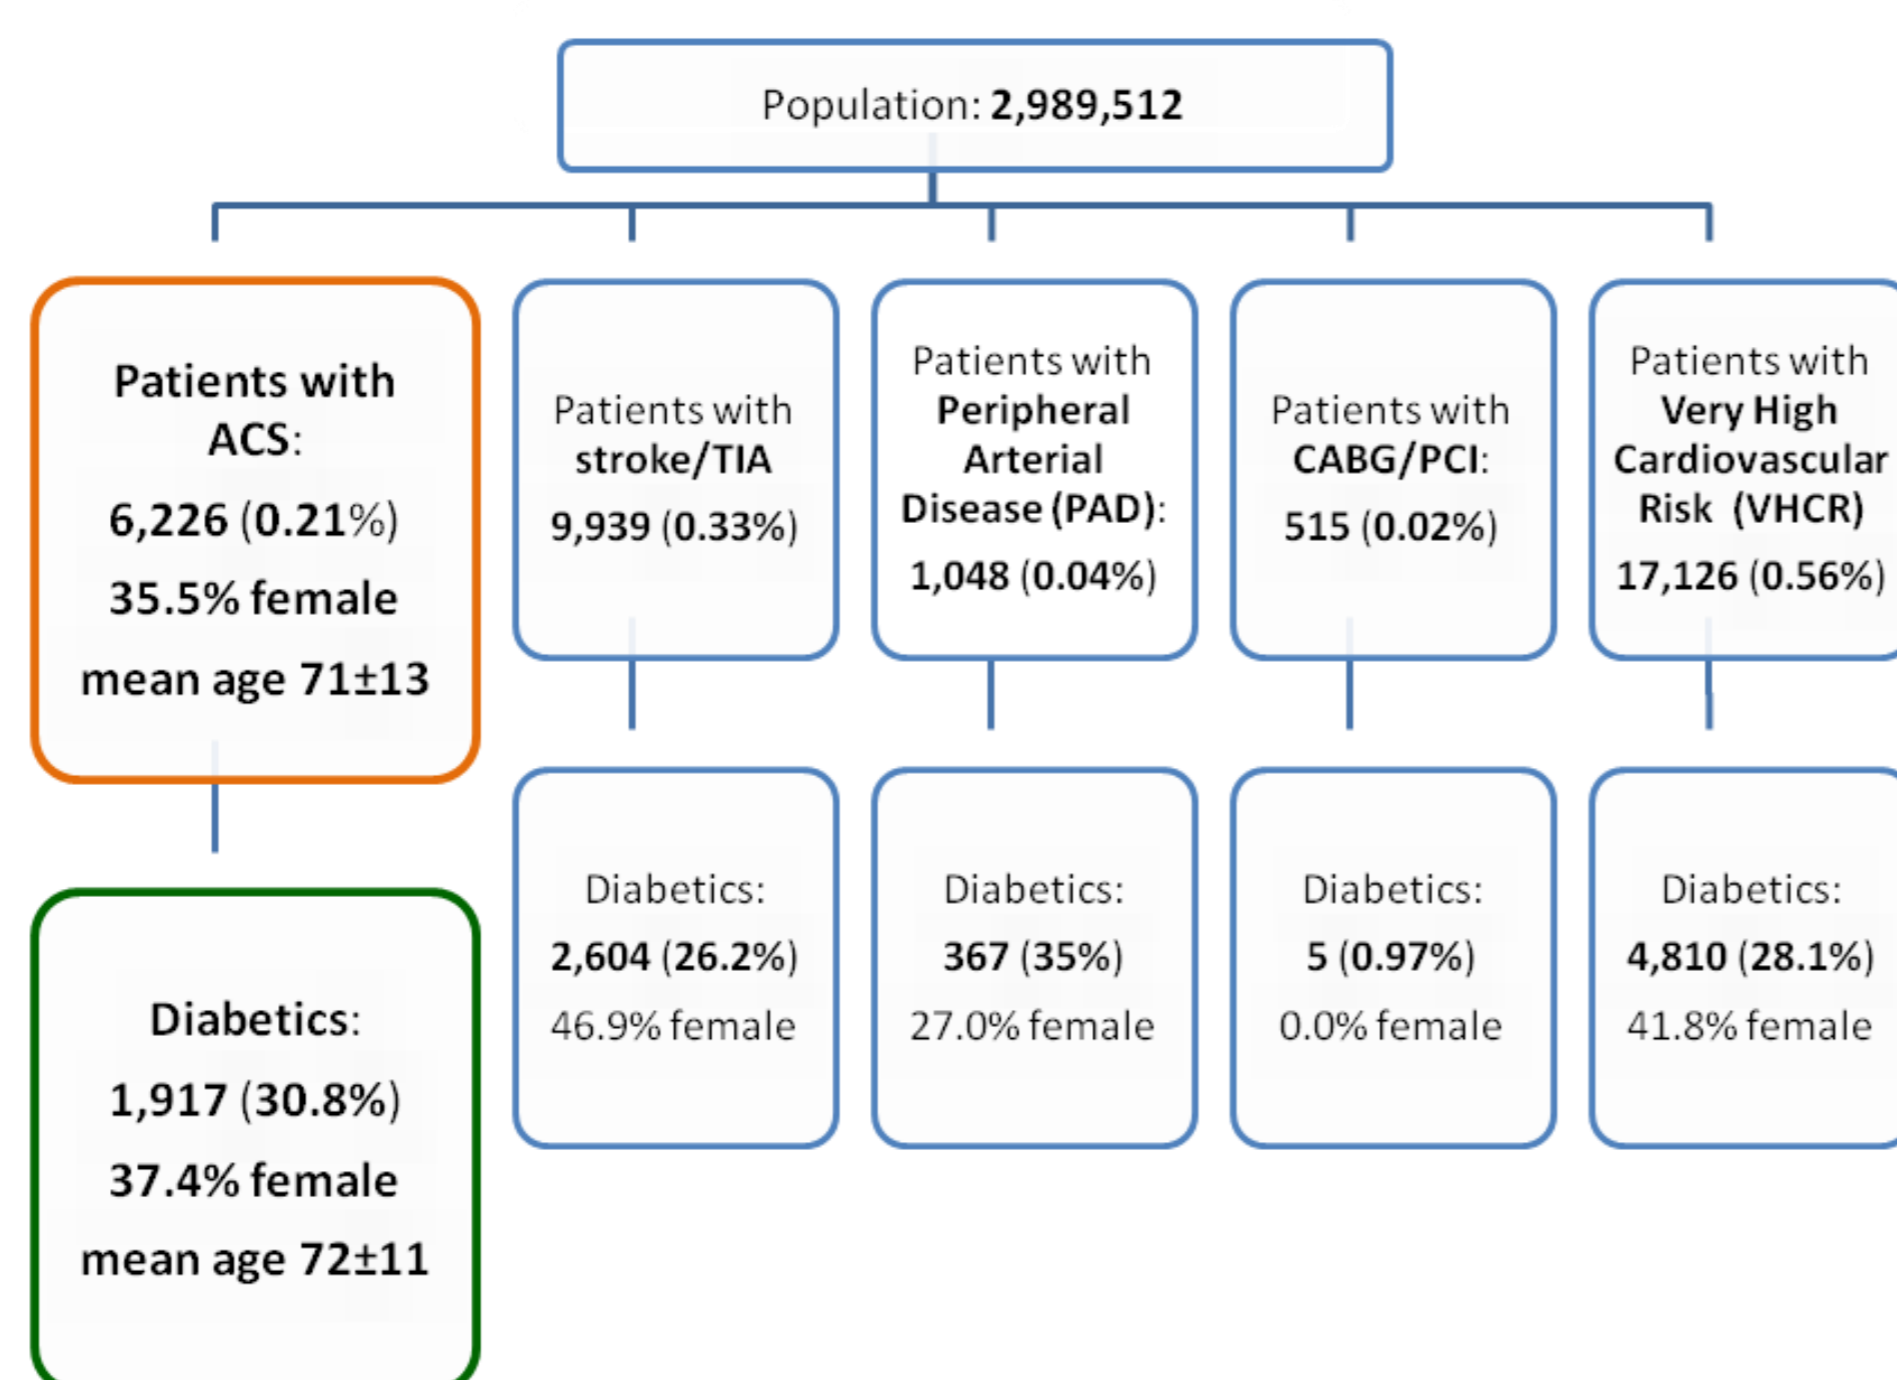 Population: 2,989,512
Patients with
ACS:
6,226 (0.21%)
35.5% female
mean age 71±13
Patients with
stroke/TIA
9,939 (0.33%)
Patients with
Peripheral
Arterial
Disease (PAD):
1,048 (0.04%)
Patients with
CABG/PCI:
515 (0.02%)
Patients with
Very High
Cardiovascular
Risk (VHCR)
17,126 (0.56%)
Diabetics:
1,917 (30.8%)
37.4% female
mean age 72±11
Diabetics:
2,604 (26.2%)
46.9% female
Diabetics:
367 (35%)
27.0% female
Diabetics:
5 (0.97%)
0.0% female
Diabetics:
4,810 (28.1%)
41.8% female